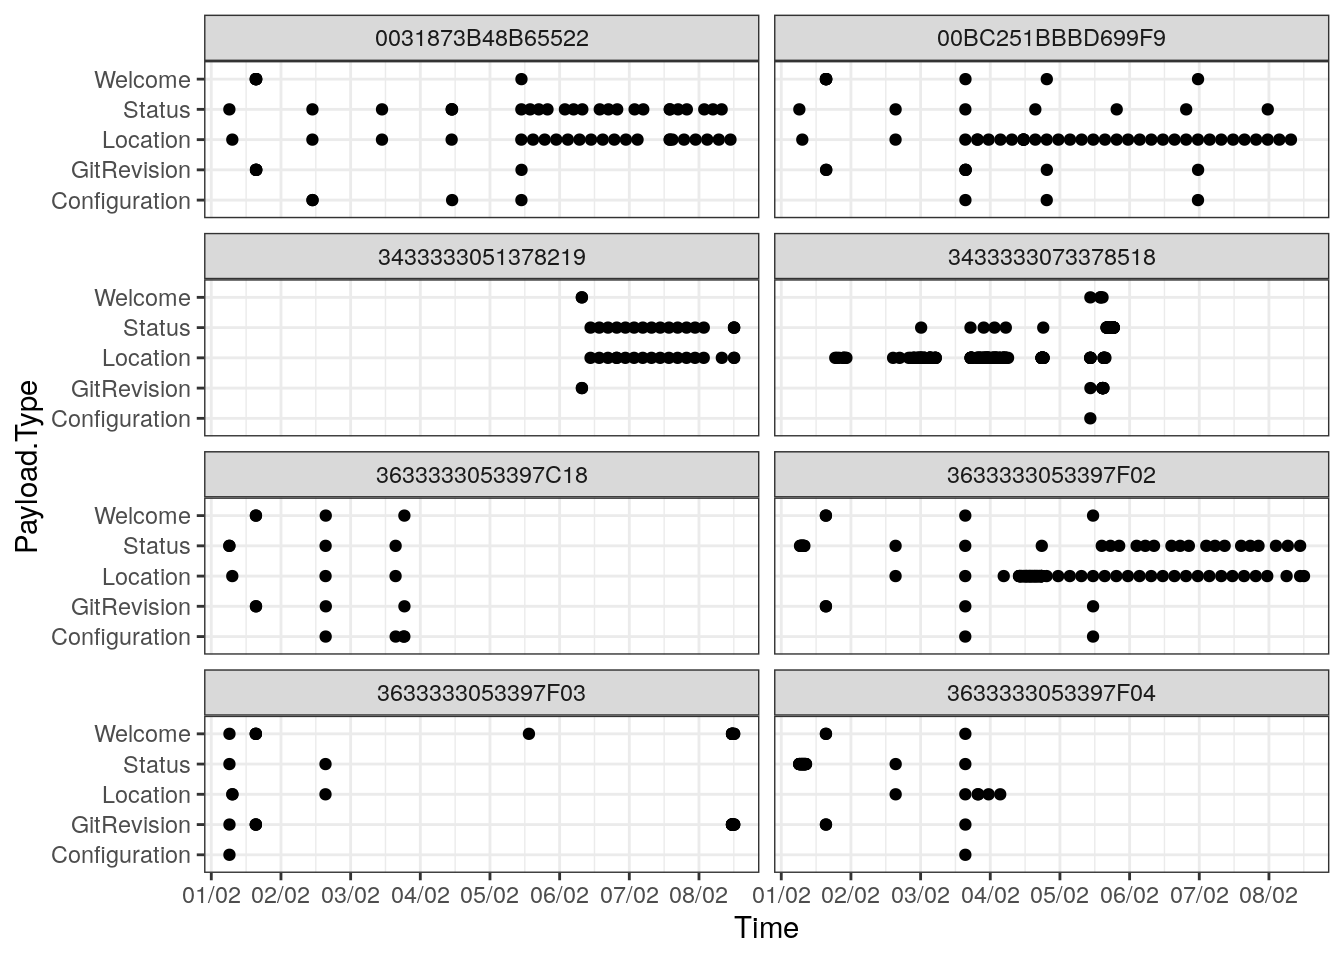 0031873B48B65522
00BC251BBBD699F9
Welcome
Status
Location
GitRevision
Configuration
3433333051378219
3433333073378518
Welcome
Status
Location
GitRevision
Configuration
3633333053397C18
3633333053397F02
Welcome
Status
Location
GitRevision
Configuration
3633333053397F03
3633333053397F04
Welcome
Status
Location
GitRevision
Configuration
01/02 02/02 03/02 04/02 05/02 06/02 07/02 08/02
01/02 02/02 03/02 04/02 05/02 06/02 07/02 08/02
Time
Payload.Type